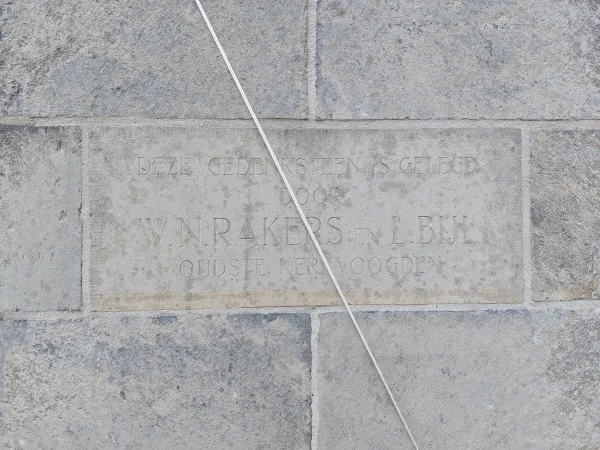 DEZE GEDENKSTEEN IS GELEGD
DOOR
W.N. RAKERS EN L. BIJL
OUDSTE KERKVOOGDEN